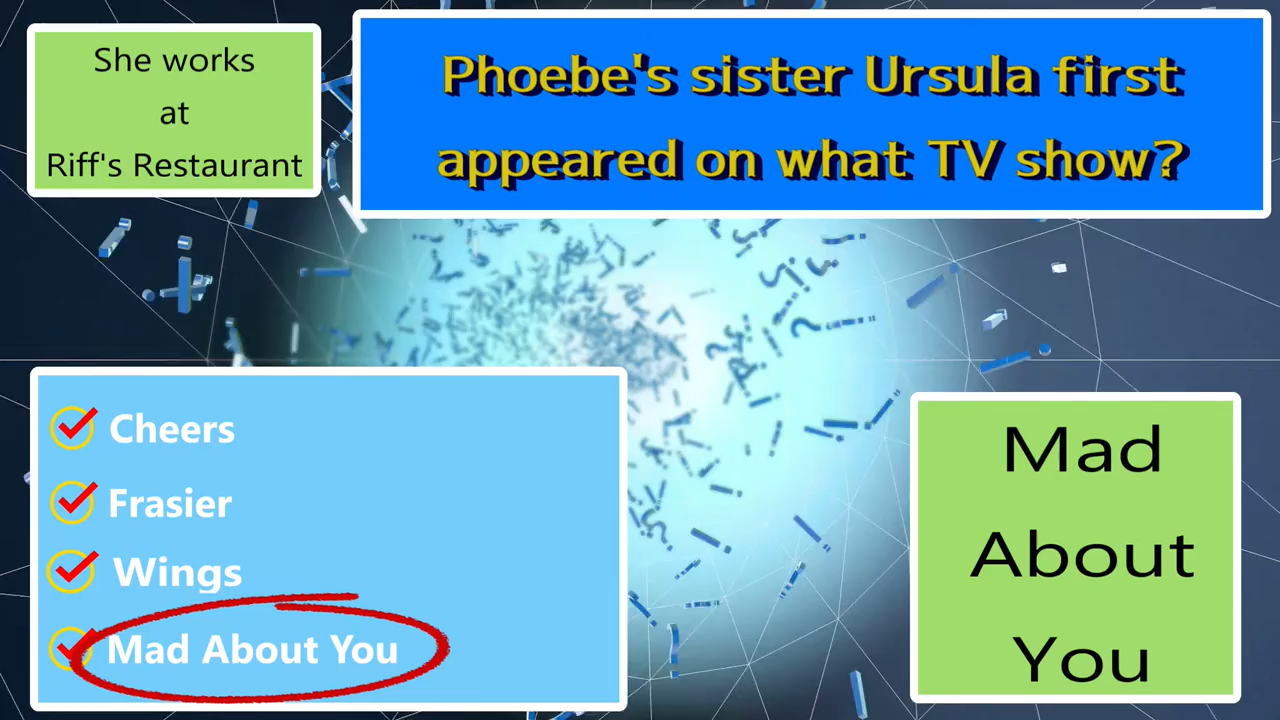 She works
at
Riff's Restaurant
Phoebe's sister Ursula first
appeared on what TV show?
Cheers
Frasier
Wings
Mad About You
Mad
About
You